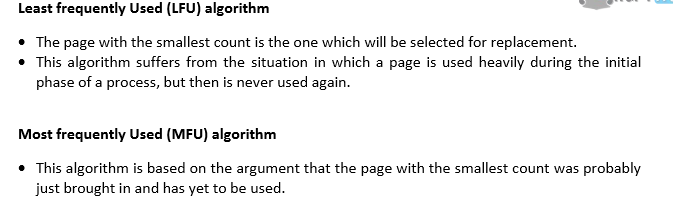 Least frequently Used (LFU) algorithm
• The page with the smallest count is the one which will be selected for replacement.
• This algorithm suffers from the situation in which a page is used heavily during the initial
phase of a process, but then is never used again.
Most frequently Used (MFU) algorithm
• This algorithm is based on the argument that the page with the smallest count was probably
just brought in and has yet to be used.